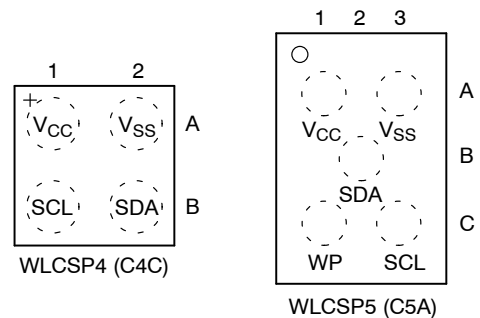 1 2
+
VCC VSS A
SCL SDA B
WLCSP4 (C4C)
1 2 3
A
VCC VSS
B
SDA
C
WP SCL
WLCSP5 (C5A)